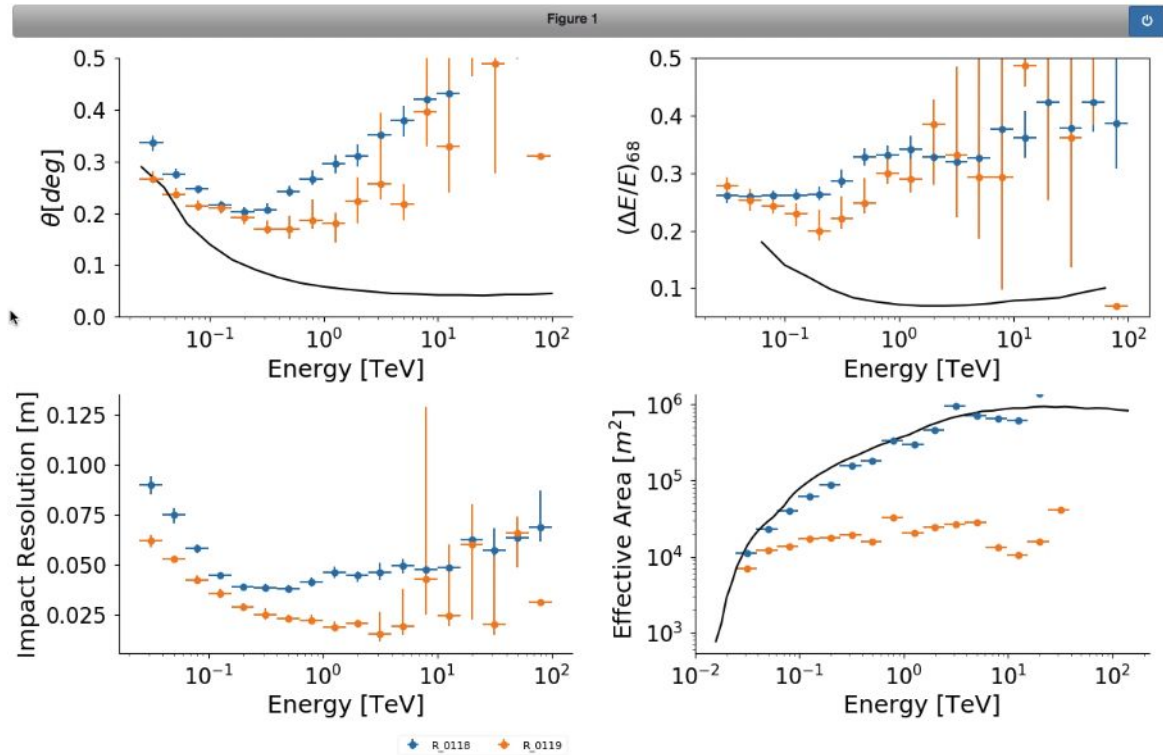 Figure 1
0.5
0.4
0.3
0.2
0.1
0.0
θ[deg]
10⁻¹ 10⁰ 10¹ 10²
Energy [TeV]
0.5
0.4
0.3
0.2
0.1
(ΔE/E)₆₈
10⁻¹ 10⁰ 10¹ 10²
Energy [TeV]
0.125
0.100
0.075
0.050
0.025
Impact Resolution [m]
10⁻¹ 10⁰ 10¹ 10²
Energy [TeV]
10⁶
10⁵
10⁴
10³
Effective Area [m²]
10⁻² 10⁻¹ 10⁰ 10¹ 10²
Energy [TeV]
R_0118 R_0119